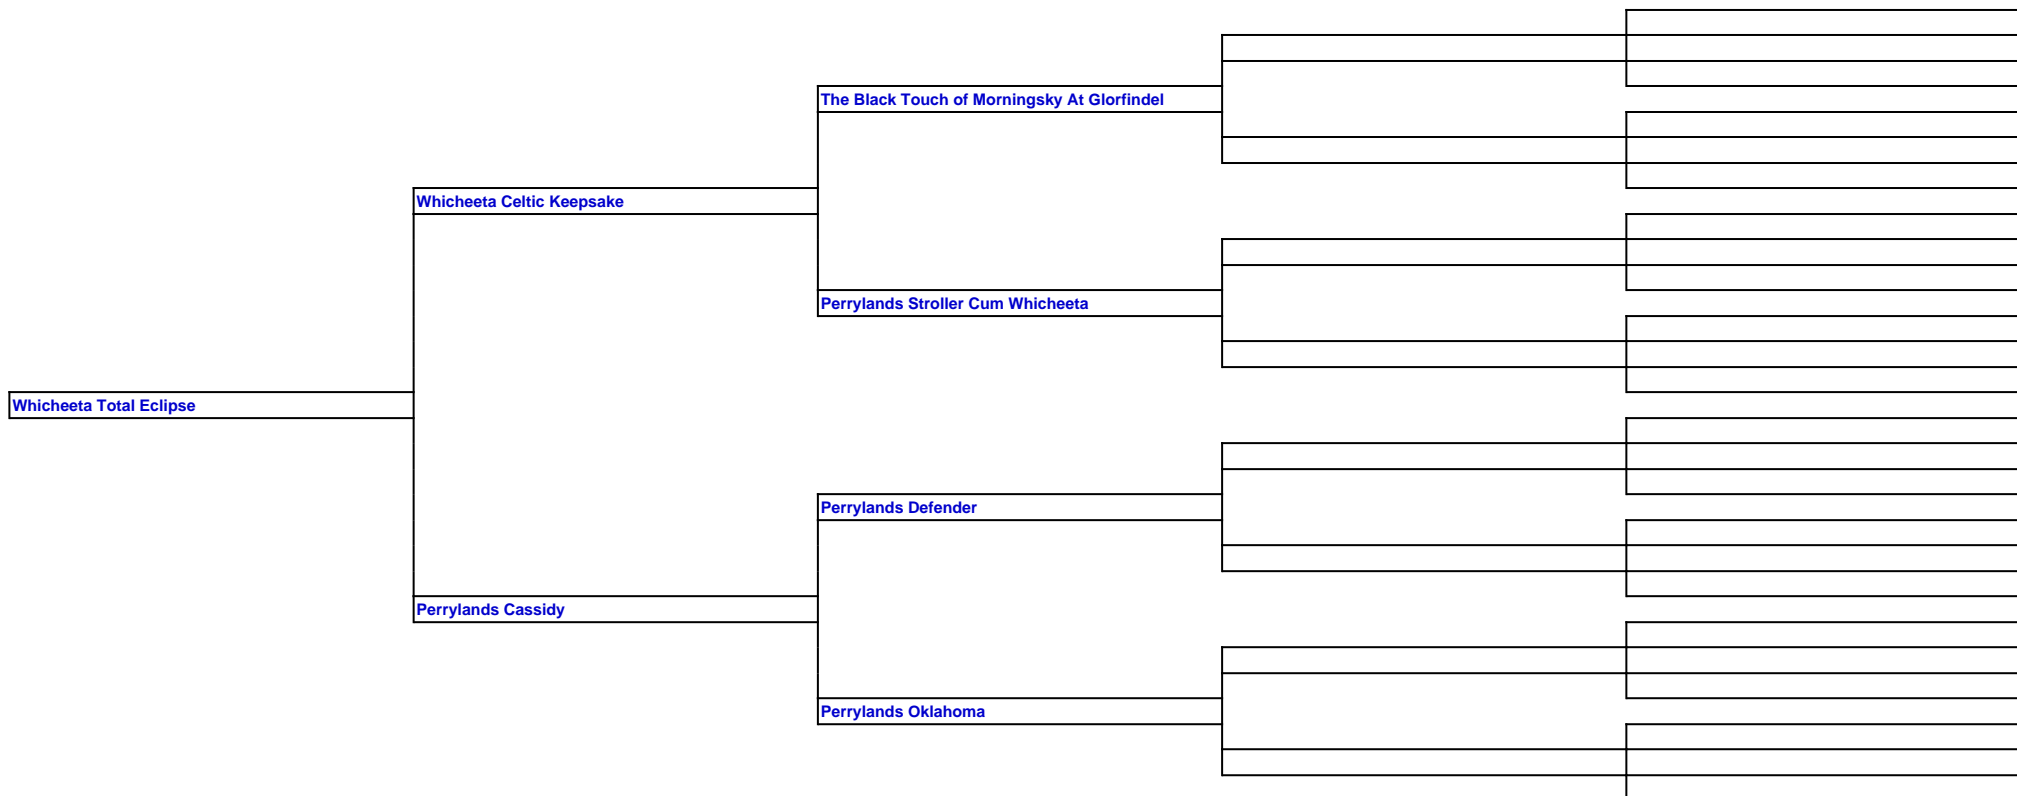 The Black Touch of Morningsky At Glorfindel
Whicheeta Celtic Keepsake
Perrylands Stroller Cum Whicheeta
Whicheeta Total Eclipse
Perrylands Defender
Perrylands Cassidy
Perrylands Oklahoma